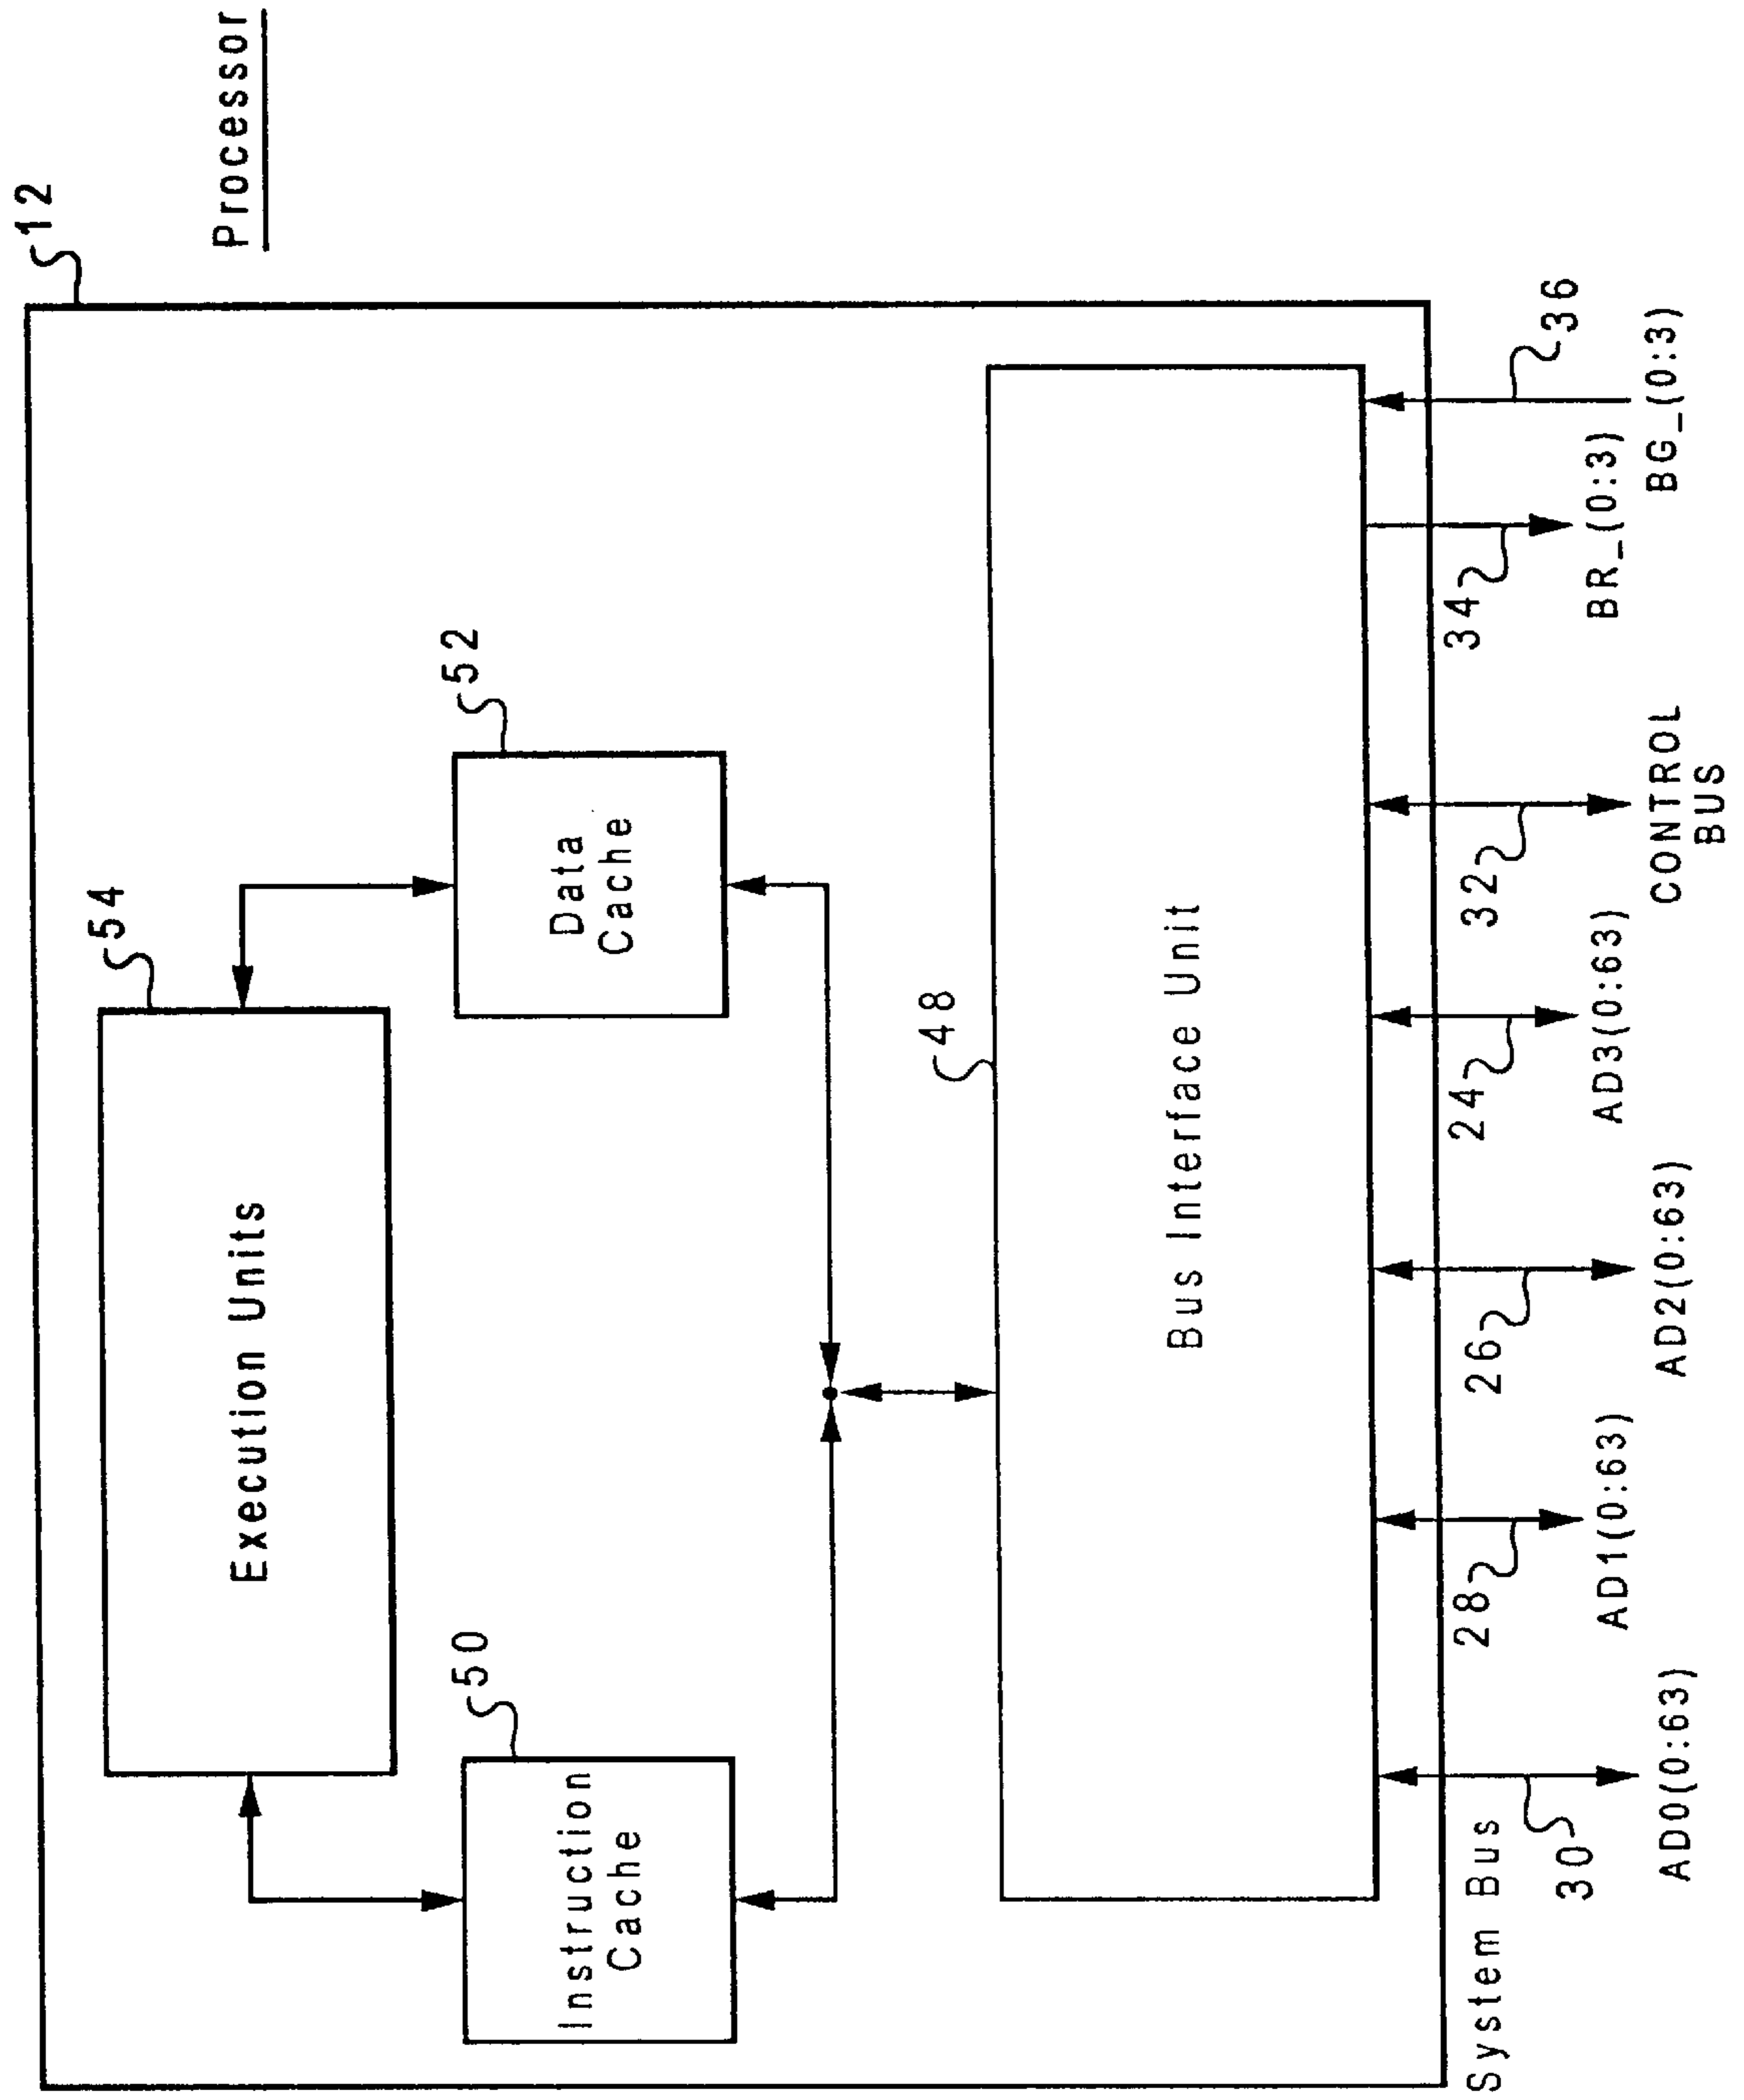 Processor
12
54
Execution Units
50
52
Instruction
Cache
Data
Cache
48
Bus Interface Unit
System Bus
30
28
26
24
32
34
36
AD0(0:63)
AD1(0:63)
AD2(0:63)
AD3(0:63)
CONTROL
BUS
BR_(0:3)
BG_(0:3)